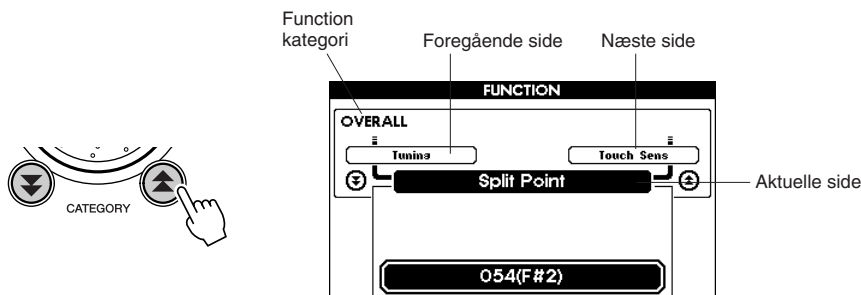 Function
kategori
Foregående side
Næste side
FUNCTION
OVERALL
Tuning
Touch Sens
Split Point
Aktuelle side
CATEGORY
054(F#2)